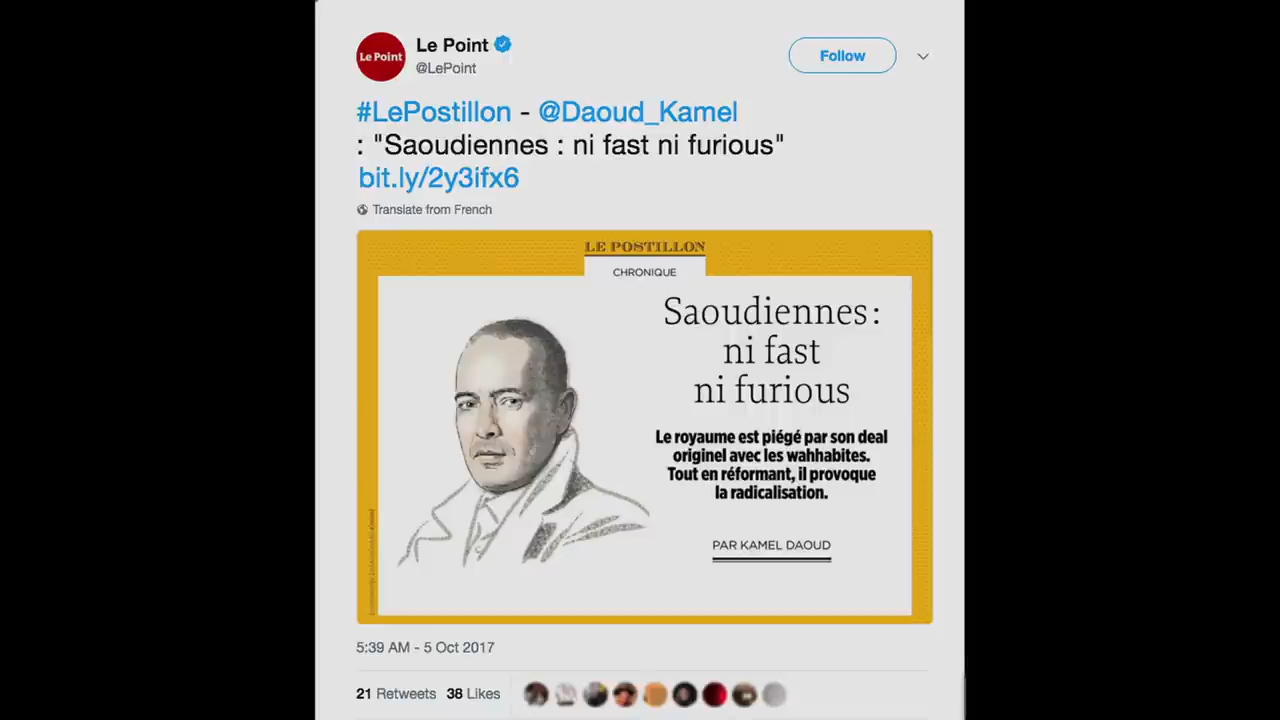 Le Point
Le Point
@LePoint
Follow
#LePostillon - @Daoud_Kamel
: "Saoudiennes : ni fast ni furious"
bit.ly/2y3ifx6
Translate from French
LE POSTILLON
CHRONIQUE
Saoudiennes :
ni fast
ni furious
Le royaume est piégé par son deal
originel avec les wahhabites.
Tout en réformant, il provoque
la radicalisation.
PAR KAMEL DAOUD
5:39 AM - 5 Oct 2017
21 Retweets 38 Likes